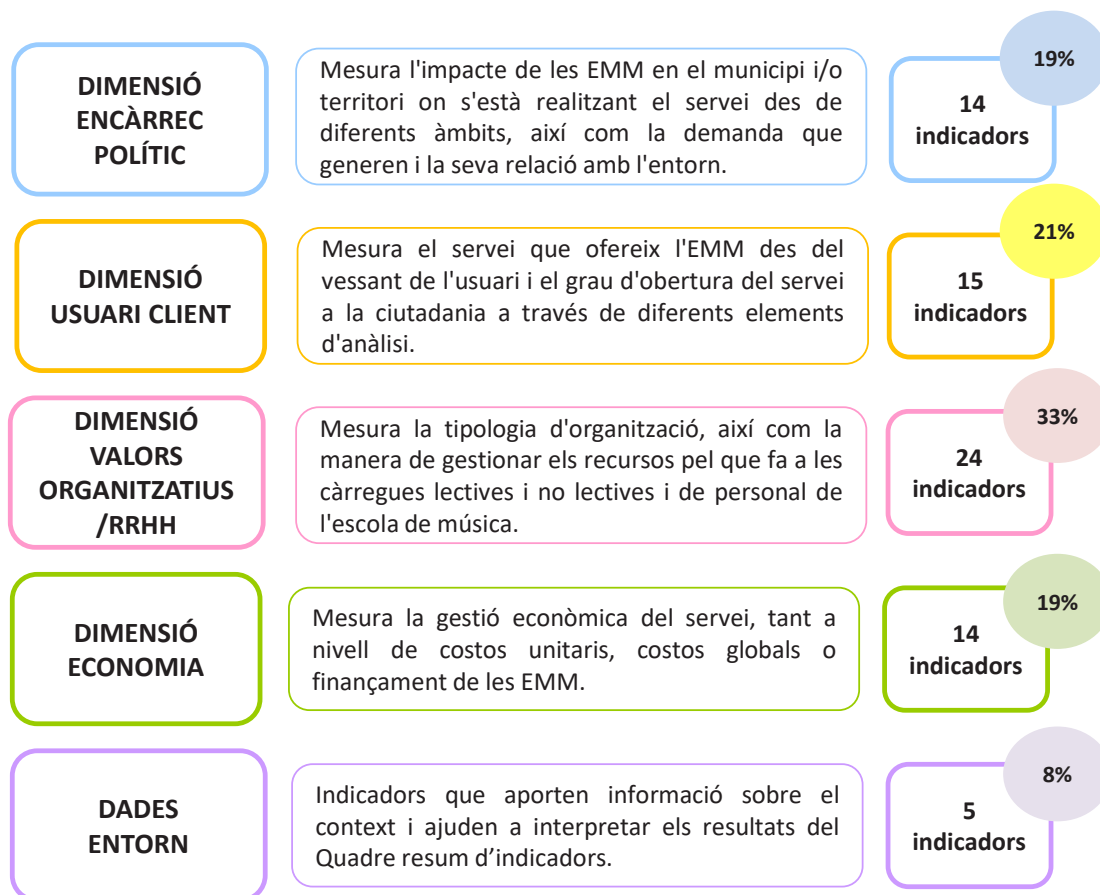 DIMENSIÓ
ENCÀRREC
POLÍTIC
Mesura l'impacte de les EMM en el municipi i/o
territori on s'està realitzant el servei des de
diferents àmbits, així com la demanda que
generen i la seva relació amb l'entorn.
19%
14
indicadors
DIMENSIÓ
USUARI CLIENT
Mesura el servei que ofereix l'EMM des del
vessant de l'usuari i el grau d'obertura del servei
a la ciutadania a través de diferents elements
d'anàlisi.
21%
15
indicadors
DIMENSIÓ
VALORS
ORGANITZATIUS
/RRHH
Mesura la tipologia d'organització, així com la
manera de gestionar els recursos pel que fa a les
càrregues lectives i no lectives i de personal de
l'escola de música.
33%
24
indicadors
DIMENSIÓ
ECONOMIA
Mesura la gestió econòmica del servei, tant a
nivell de costos unitaris, costos globals o
finançament de les EMM.
19%
14
indicadors
DADES
ENTORN
Indicadors que aporten informació sobre el
context i ajuden a interpretar els resultats del
Quadre resum d’indicadors.
8%
5
indicadors